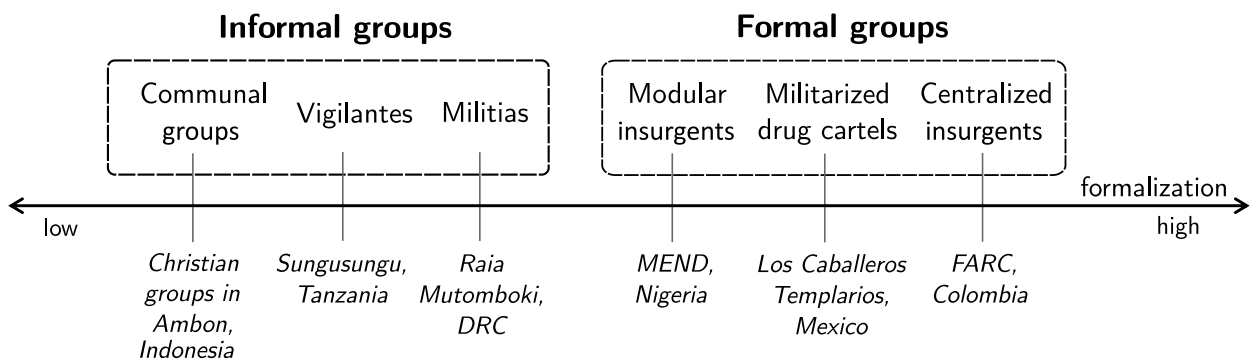 Informal groups
Formal groups
Communal
groups
Vigilantes
Militias
Modular
insurgents
Militarized
drug cartels
Centralized
insurgents
formalization
low
high
Christian
groups in
Ambon,
Indonesia
Sungusungu,
Tanzania
Raia
Mutomboki,
DRC
MEND,
Nigeria
Los Caballeros
Templarios,
Mexico
FARC,
Colombia